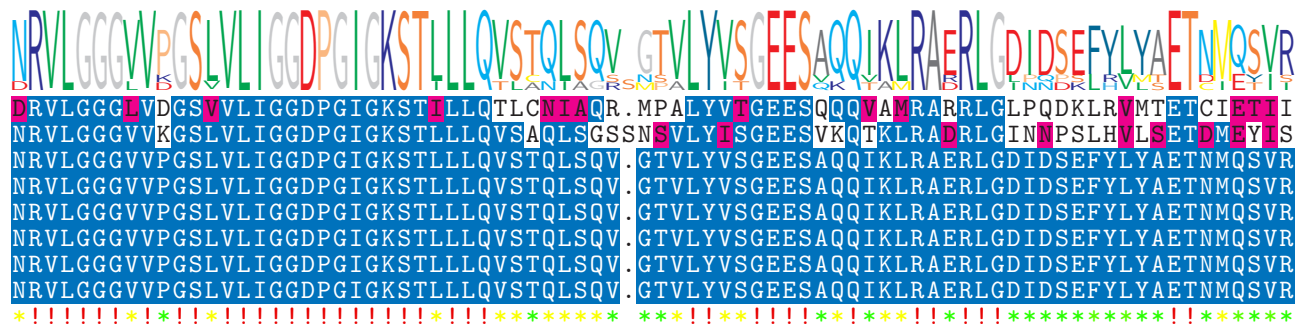 NRVLGGGVVPGSLVLIGGDPGIGKSTLLLQVSTQLSQV GTVLYVSGEESAQQIKLRAERLGDIDSEFYLYAETNMQSVR
DRVLGGGLVDGSVVLIGGDPGIGKSTILLQTLCNIAQR.MPALYVTGEESQQQVAMRARRLGLPQDKLRVMTETCIETII
NRVLGGGVVKGSLVLIGGDPGIGKSTLLLQVSAQLSGSSNSVLYISGEESVKQTKLRADRLGINNPSLHVLSETDMEYIS
NRVLGGGVVPGSLVLIGGDPGIGKSTLLLQVSTQLSQV.GTVLYVSGEESAQQIKLRAERLGDIDSEFYLYAETNMQSVR
NRVLGGGVVPGSLVLIGGDPGIGKSTLLLQVSTQLSQV.GTVLYVSGEESAQQIKLRAERLGDIDSEFYLYAETNMQSVR
NRVLGGGVVPGSLVLIGGDPGIGKSTLLLQVSTQLSQV.GTVLYVSGEESAQQIKLRAERLGDIDSEFYLYAETNMQSVR
NRVLGGGVVPGSLVLIGGDPGIGKSTLLLQVSTQLSQV.GTVLYVSGEESAQQIKLRAERLGDIDSEFYLYAETNMQSVR
NRVLGGGVVPGSLVLIGGDPGIGKSTLLLQVSTQLSQV.GTVLYVSGEESAQQIKLRAERLGDIDSEFYLYAETNMQSVR
NRVLGGGVVPGSLVLIGGDPGIGKSTLLLQVSTQLSQV.GTVLYVSGEESAQQIKLRAERLGDIDSEFYLYAETNMQSVR
*!!!!!!*!*!!*!!!!!!!!!!!!!*!!!******** ***!!**!!!!**!***!!*!!!**********!!******